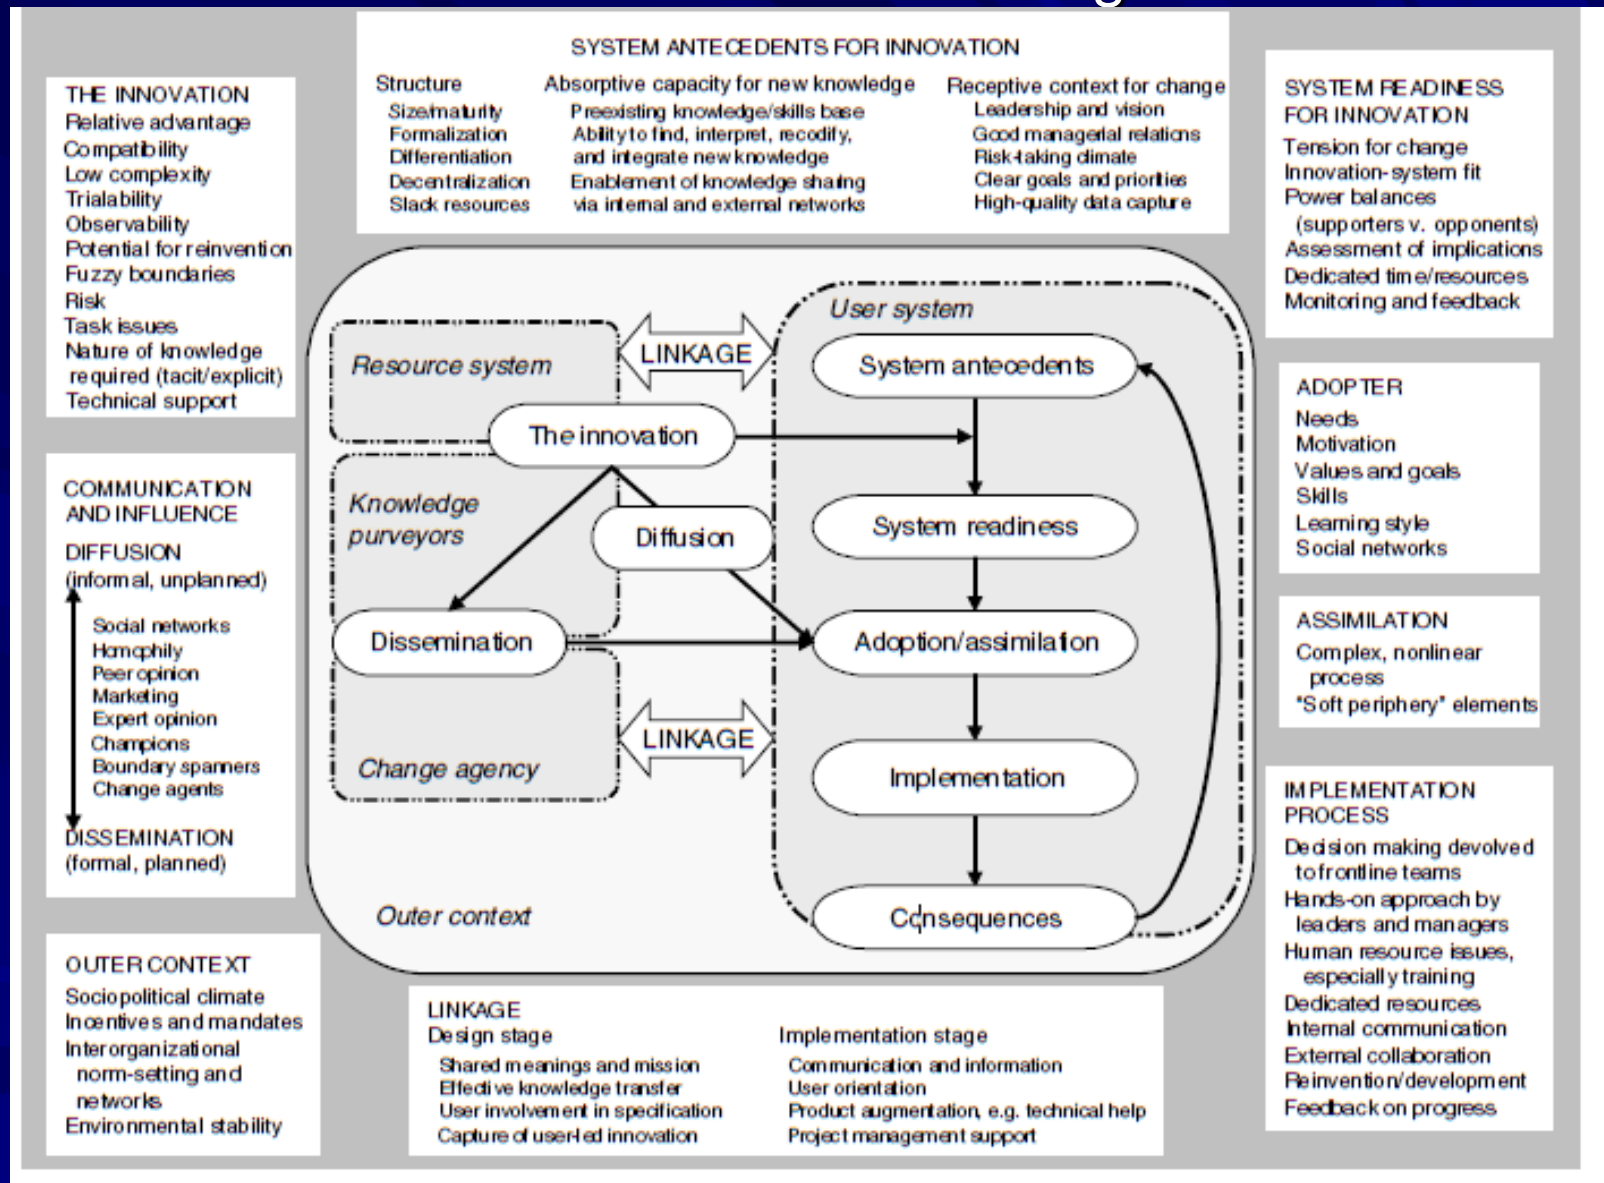 g
SYSTEM ANTECEDENTS FOR INNOVATION
Structure
Size/maturity
Formalization
Differentiation
Decentralization
Slack resources
Absorptive capacity for new knowledge
Preexisting knowledge/skills base
Ability to find, interpret, recodify,
and integrate new knowledge
Enablement of knowledge sharing
via internal and external networks
Receptive context for change
Leadership and vision
Good managerial relations
Risk-taking climate
Clear goals and priorities
High-quality data capture
THE INNOVATION
Relative advantage
Compatibility
Low complexity
Trialability
Observability
Potential for reinvention
Fuzzy boundaries
Risk
Task issues
Nature of knowledge
required (tacit/explicit)
Technical support
COMMUNICATION
AND INFLUENCE
DIFFUSION
(informal, unplanned)
Social networks
Homophily
Peer opinion
Marketing
Expert opinion
Champions
Boundary spanners
Change agents
DISSEMINATION
(formal, planned)
OUTER CONTEXT
Sociopolitical climate
Incentives and mandates
Interorganizational
norm-setting and
networks
Environmental stability
Resource system
LINKAGE
User system
System antecedents
The innovation
Knowledge
purveyors
Diffusion
System readiness
Dissemination
Adoption/assimilation
LINKAGE
Change agency
Implementation
Outer context
Consequences
LINKAGE
Design stage
Shared meanings and mission
Effective knowledge transfer
User involvement in specification
Capture of user-led innovation
Implementation stage
Communication and information
User orientation
Product augmentation, e.g. technical help
Project management support
SYSTEM READINESS
FOR INNOVATION
Tension for change
Innovation-system fit
Power balances
(supporters v. opponents)
Assessment of implications
Dedicated time/resources
Monitoring and feedback
ADOPTER
Needs
Motivation
Values and goals
Skills
Learning style
Social networks
ASSIMILATION
Complex, nonlinear
process
"Soft periphery" elements
IMPLEMENTATION
PROCESS
Decision making devolved
to frontline teams
Hands-on approach by
leaders and managers
Human resource issues,
especially training
Dedicated resources
Internal communication
External collaboration
Reinvention/development
Feedback on progress